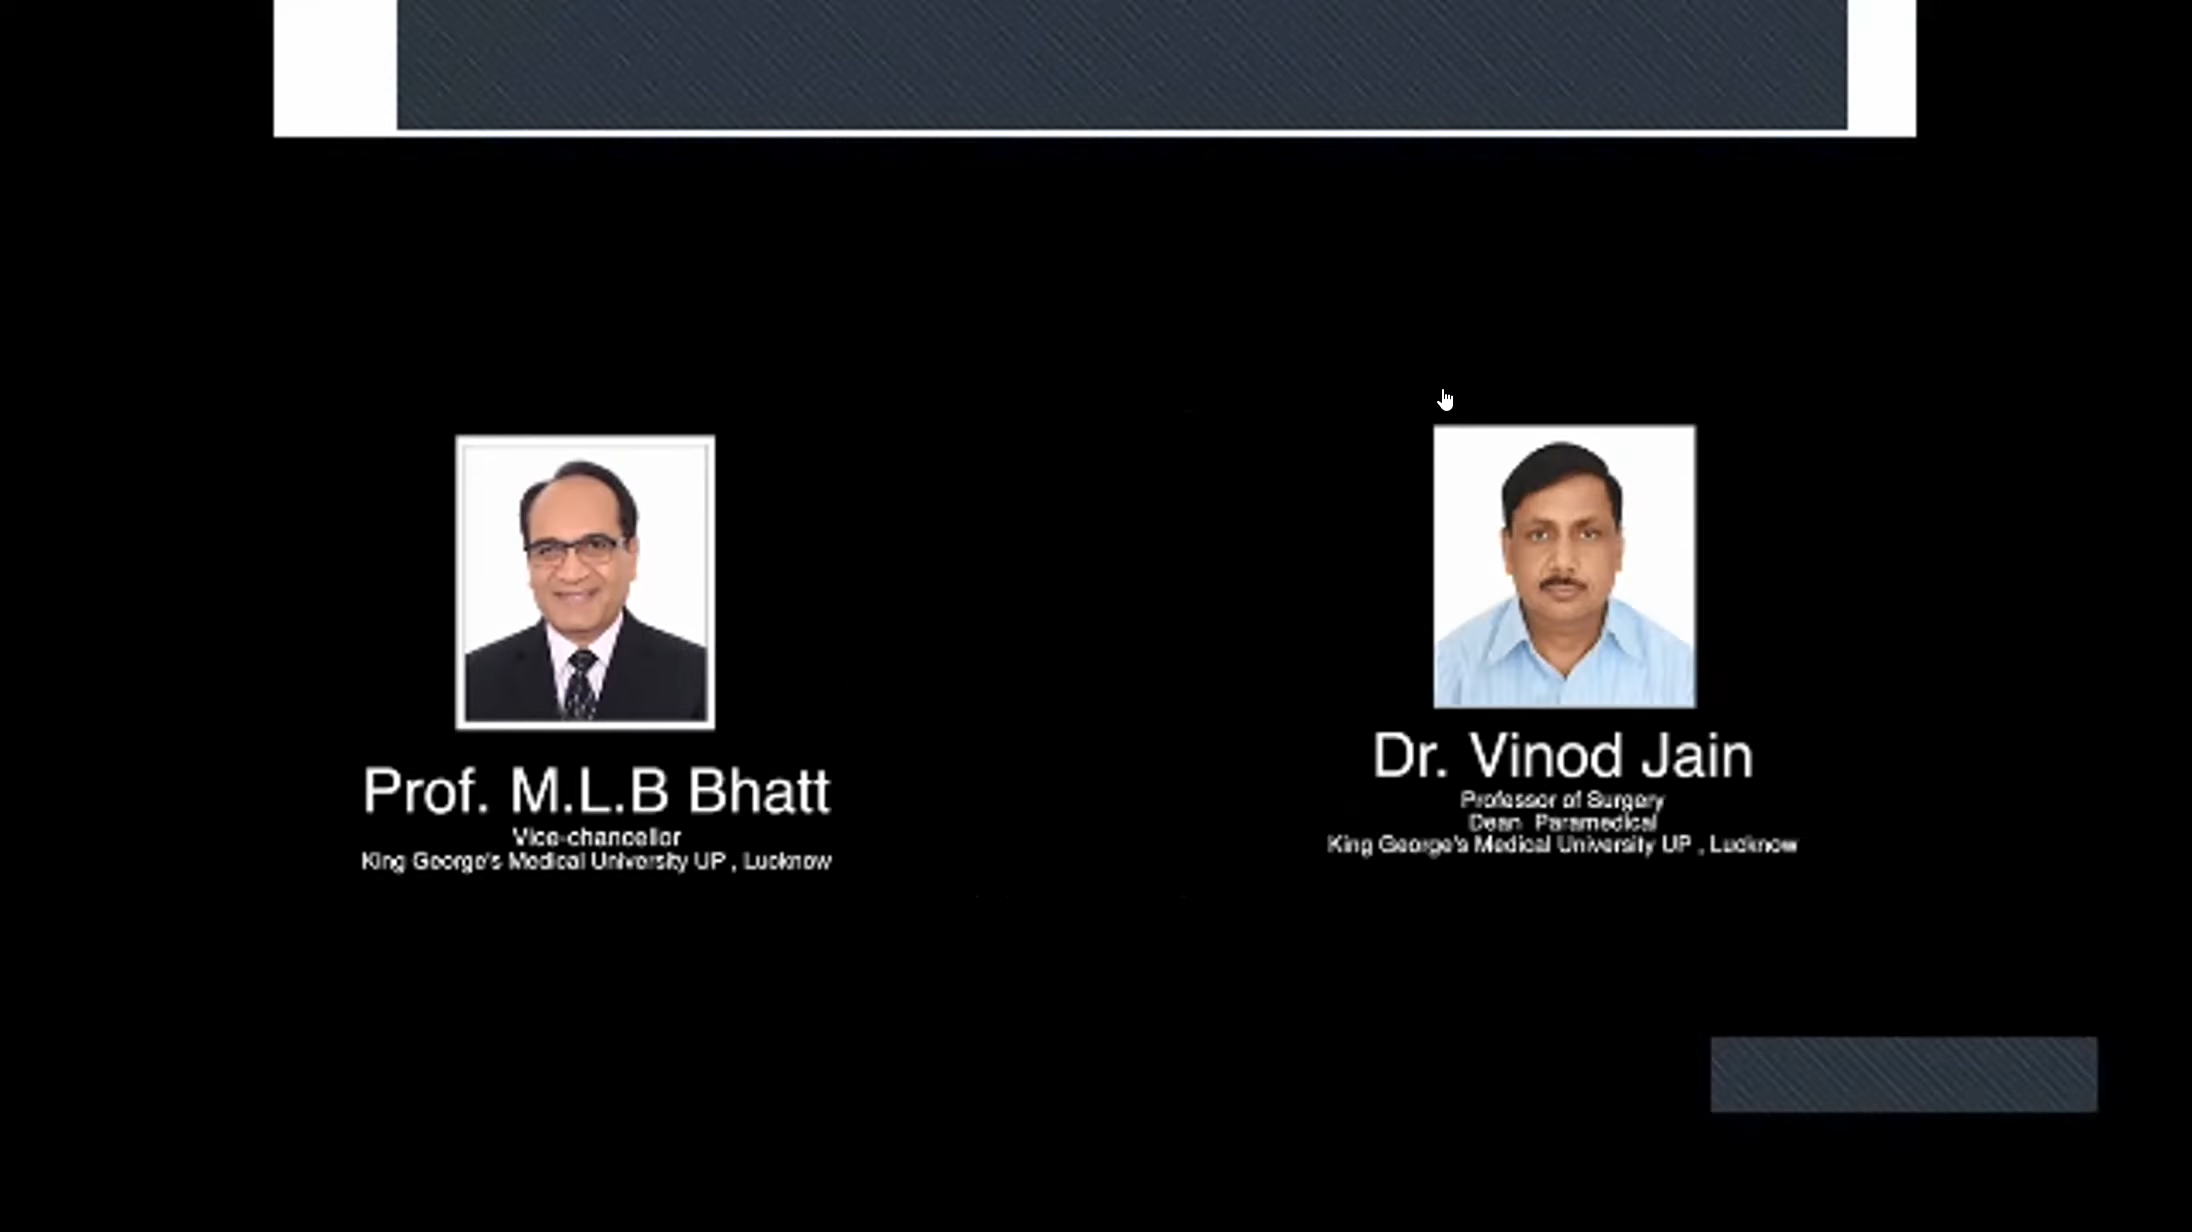 Prof. M.L.B Bhatt
Vice-chancellor
King George's Medical University UP , Lucknow
Dr. Vinod Jain
Professor of Surgery
Dean Paramedical
King George's Medical University UP , Lucknow